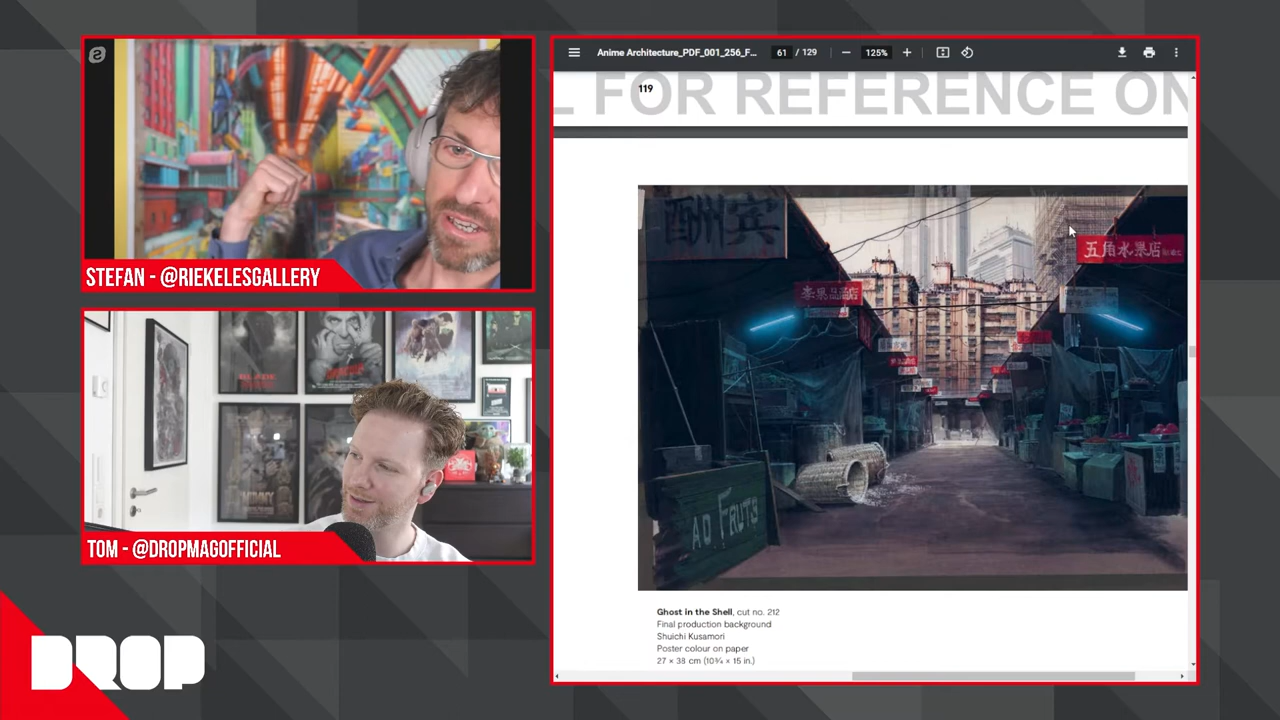 STEFAN - @RIEKELESGALLERY
TOM - @DROPMAGOFFICIAL
DROP
Anime Architecture_PDF_001_256_F...
61 / 129
125%
119
L FOR REFERENCE ON
酬宾
五角水果店
AD. FRUTY
Ghost in the Shell, cut no. 212
Final production background
Shuichi Kusamori
Poster colour on paper
27 × 38 cm (10¾ × 15 in.)